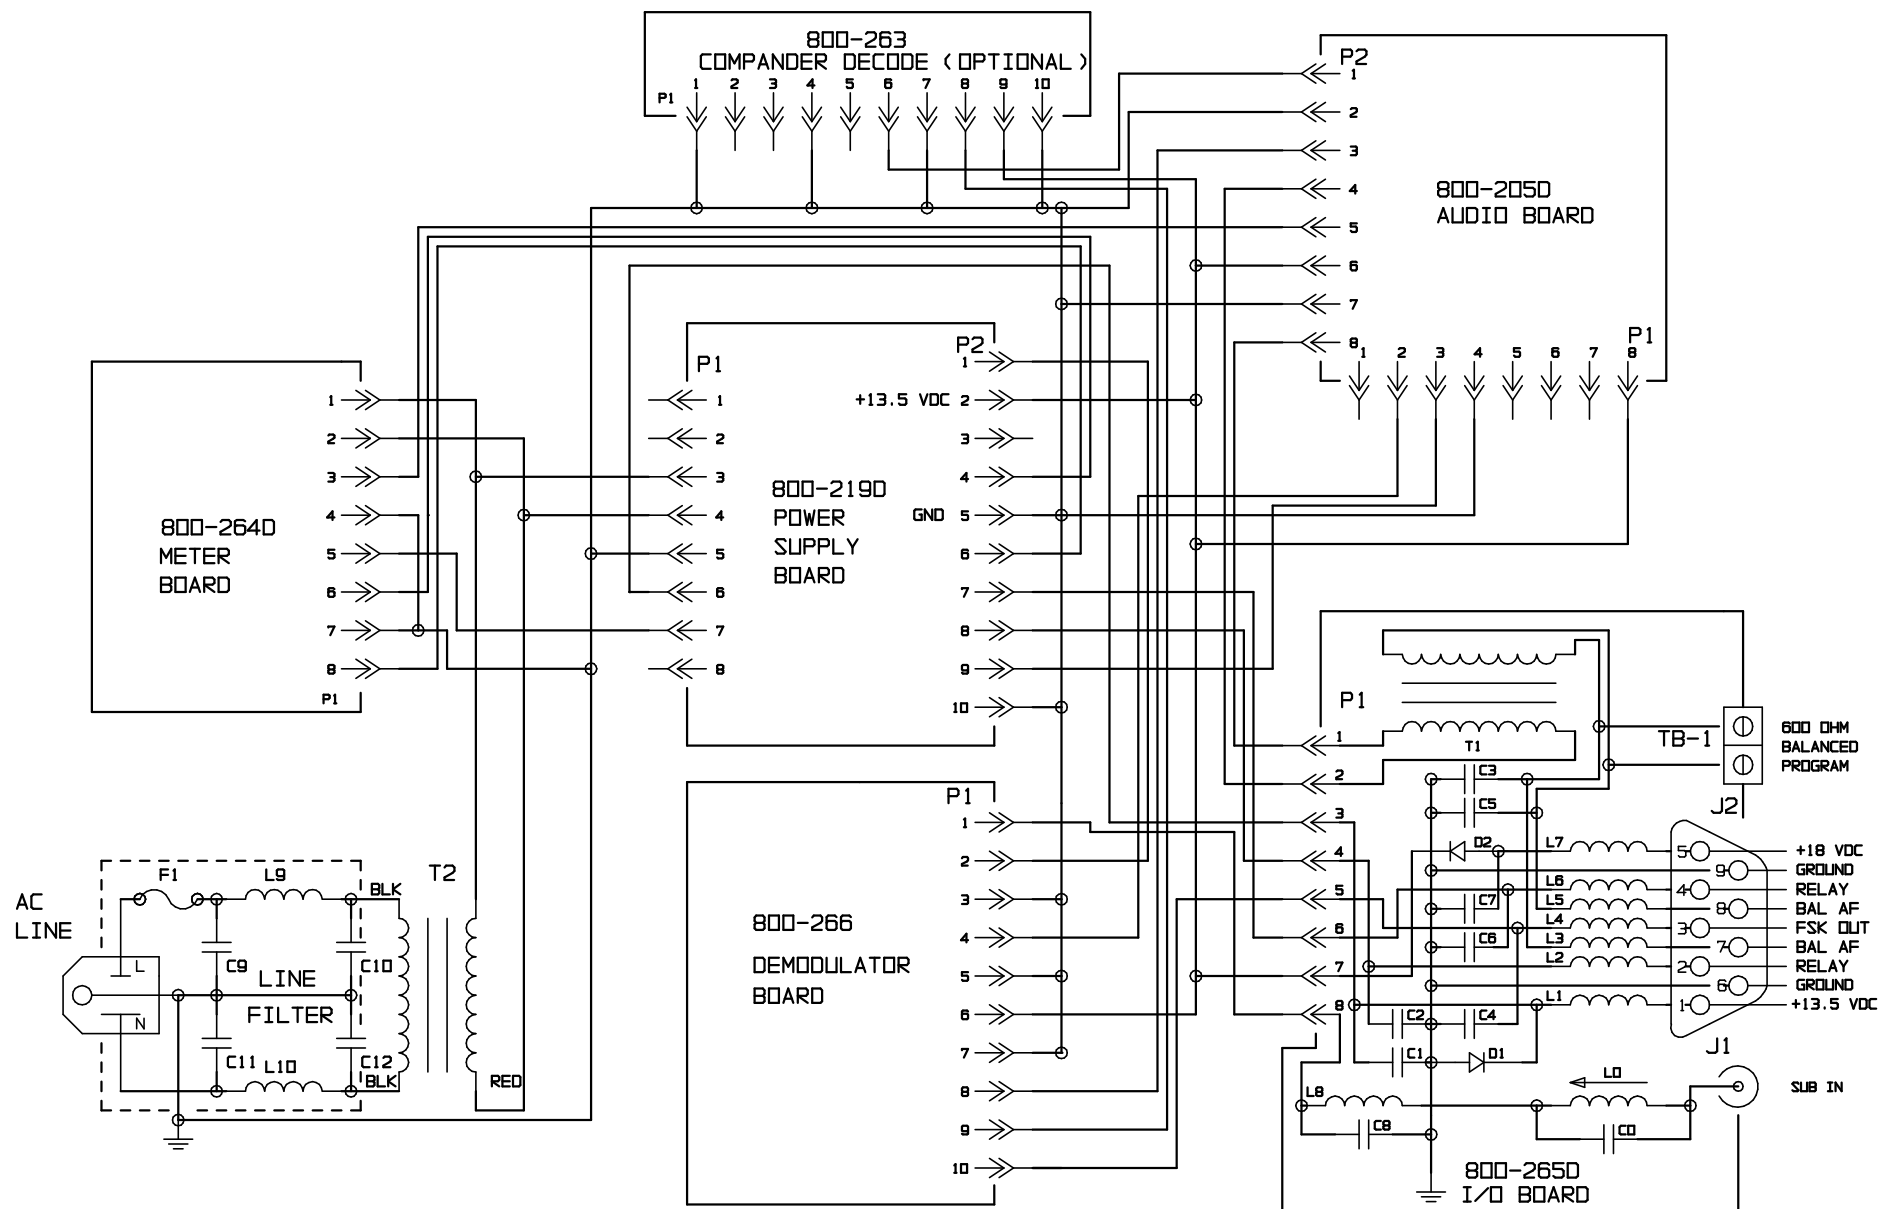 800-263
COMPANDER DECODE (OPTIONAL)
P1
1 2 3 4 5 6 7 8 9 10
P2
1
2
3
4
5
6
7
8
800-205D
AUDIO BOARD
P1
1 2 3 4 5 6 7 8
1
2
3
4
5
6
7
8
800-264D
METER
BOARD
P1
P1
1
2
3
4
5
6
7
8
800-219D
POWER
SUPPLY
BOARD
P2
1
+13.5 VDC 2
3
4
GND 5
6
7
8
9
10
P1
1
2
3
4
5
6
7
8
9
10
800-266
DEMODULATOR
BOARD
AC
LINE
F1
L9
BLK
T2
L
N
C9
C10
LINE
FILTER
C11
C12
L10
BLK
RED
P1
1
2
3
4
5
6
7
8
T1
TB-1
600 OHM
BALANCED
PROGRAM
C3
C5
D2
C7
C6
C2
C4
C1
D1
L7
L6
L5
L4
L3
L2
L1
J2
5
9
4
8
3
7
2
6
1
+18 VDC
GROUND
RELAY
BAL AF
FSK OUT
BAL AF
RELAY
GROUND
+13.5 VDC
J1
SUB IN
L8
C8
L0
C0
800-265D
I/O BOARD